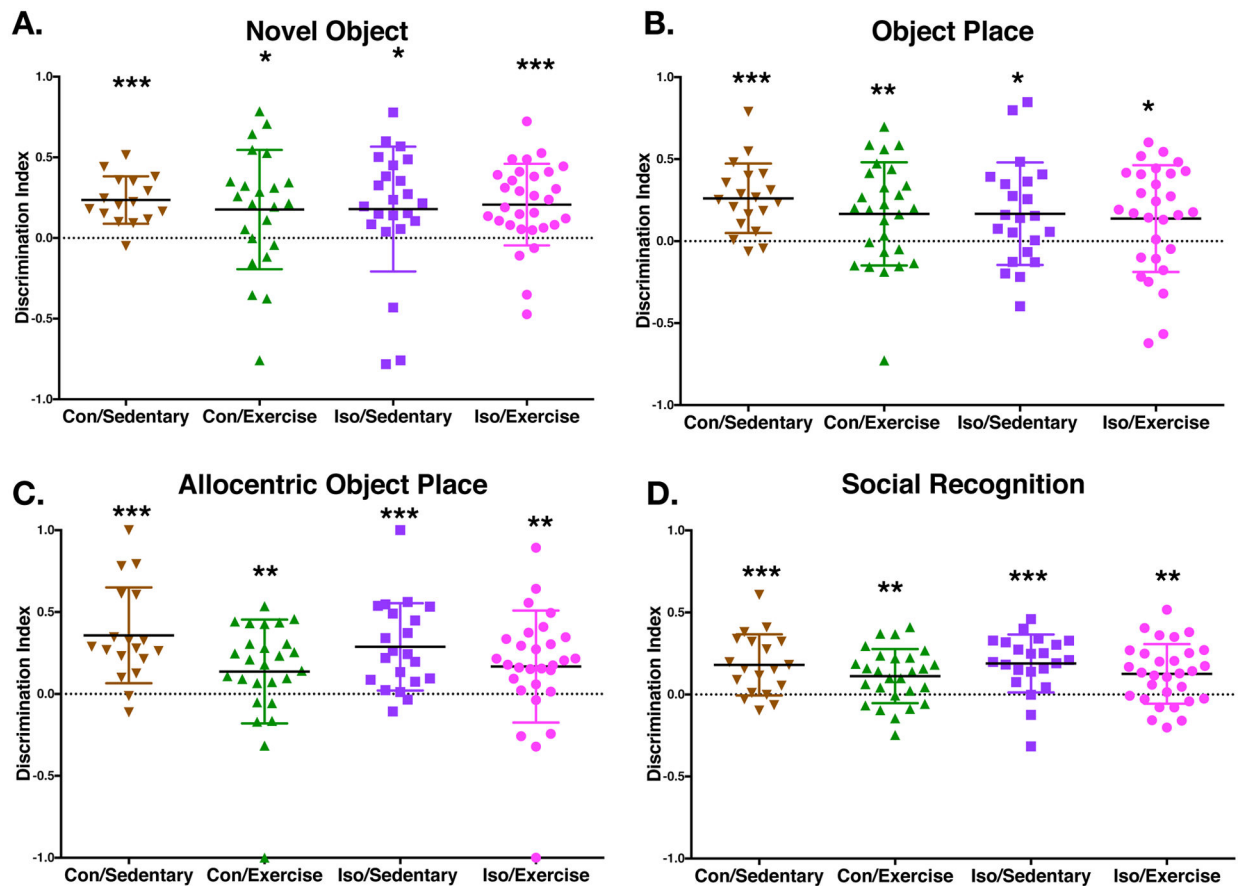 A.
Novel Object
*** * * ***
1.0
0.5
0.0
-0.5
-1.0
Discrimination Index
Con/Sedentary Con/Exercise Iso/Sedentary Iso/Exercise
B.
Object Place
*** ** * *
1.0
0.5
0.0
-0.5
-1.0
Discrimination Index
Con/Sedentary Con/Exercise Iso/Sedentary Iso/Exercise
C.
Allocentric Object Place
*** ** *** **
1.0
0.5
0.0
-0.5
-1.0
Discrimination Index
Con/Sedentary Con/Exercise Iso/Sedentary Iso/Exercise
D.
Social Recognition
*** ** *** **
1.0
0.5
0.0
-0.5
-1.0
Discrimination Index
Con/Sedentary Con/Exercise Iso/Sedentary Iso/Exercise